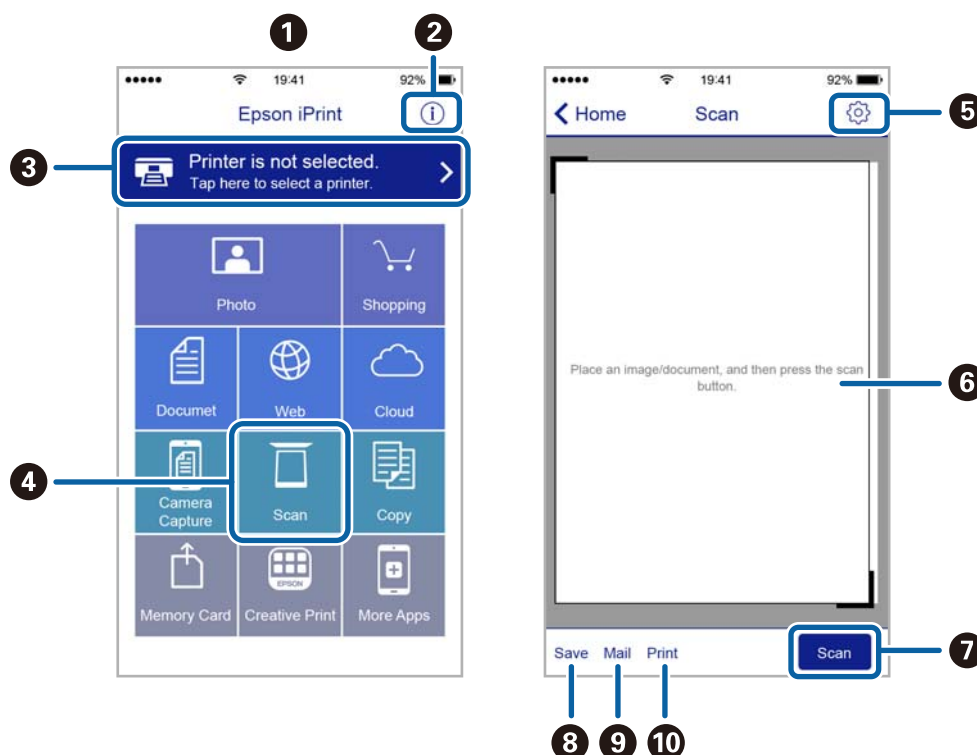 1
2
19:41
92%
Epson iPrint
i
3
Printer is not selected.
Tap here to select a printer.
Photo
Shopping
Documet
Web
Cloud
4
Camera
Capture
Scan
Copy
EPSON
Memory Card
Creative Print
More Apps
19:41
92%
Home
Scan
5
Place an image/document, and then press the scan
button.
6
Save
Mail
Print
Scan
7
8
9
10